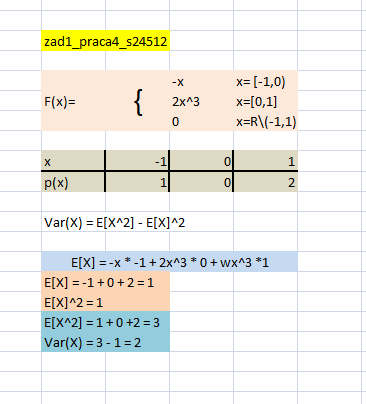 zad1_praca4_s24512
-x x= [-1,0)
F(x)= { 2x^3 x=[0,1]
0 x=R\(-1,1)
x -1 0 1
p(x) 1 0 2
Var(X) = E[X^2] - E[X]^2
E[X] = -x * -1 + 2x^3 * 0 + wx^3 *1
E[X] = -1 + 0 + 2 = 1
E[X]^2 = 1
E[X^2] = 1 + 0 +2 = 3
Var(X) = 3 - 1 = 2